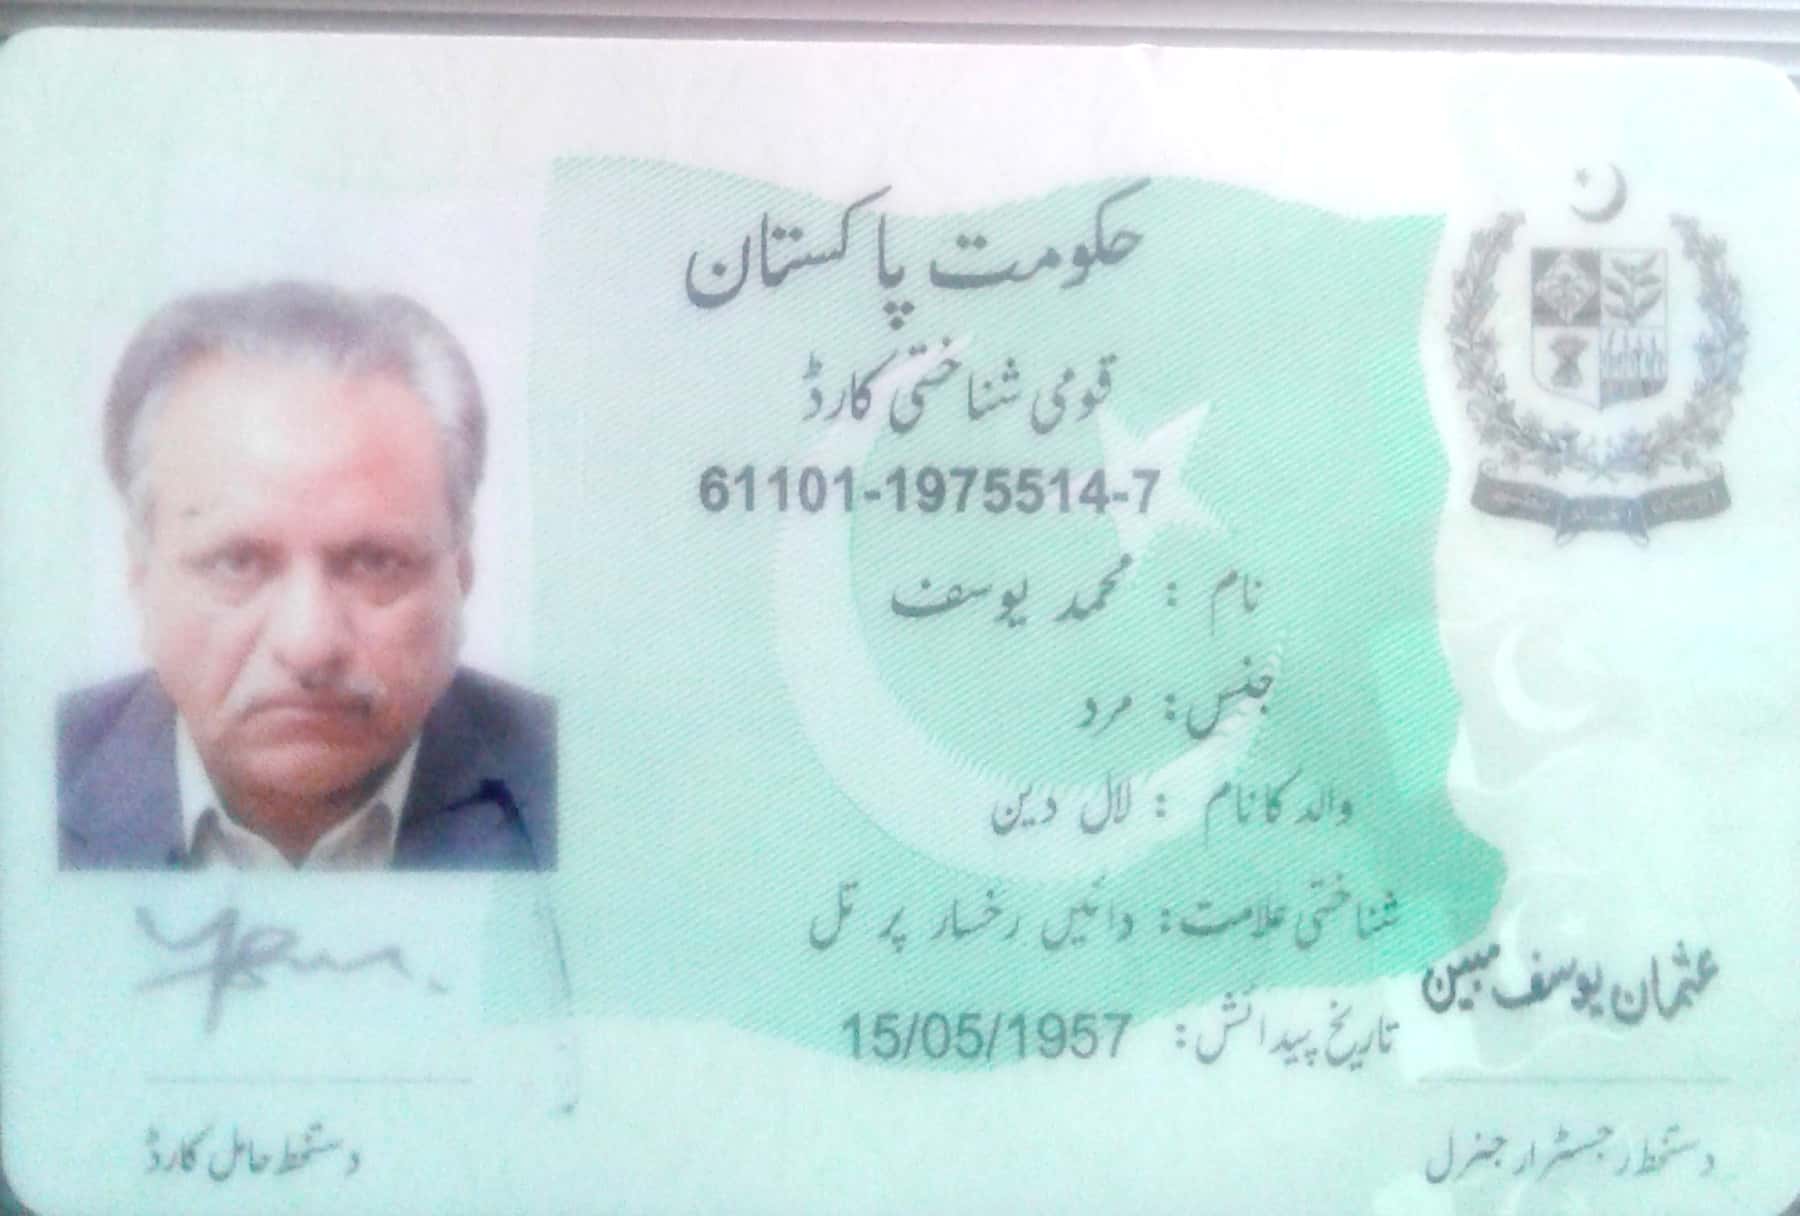 حکومت پاکستان
قومی شناختی کارڈ
61101-1975514-7
نام : محمد یوسف
جنس: مرد
والد کا نام : لال دین
شناختی علامت: دائیں رخسار پر تل
تاریخ پیدائش: 15/05/1957
عثمان یوسف مبین
دستخط حامل کارڈ
دستخط رجسٹرار جنرل